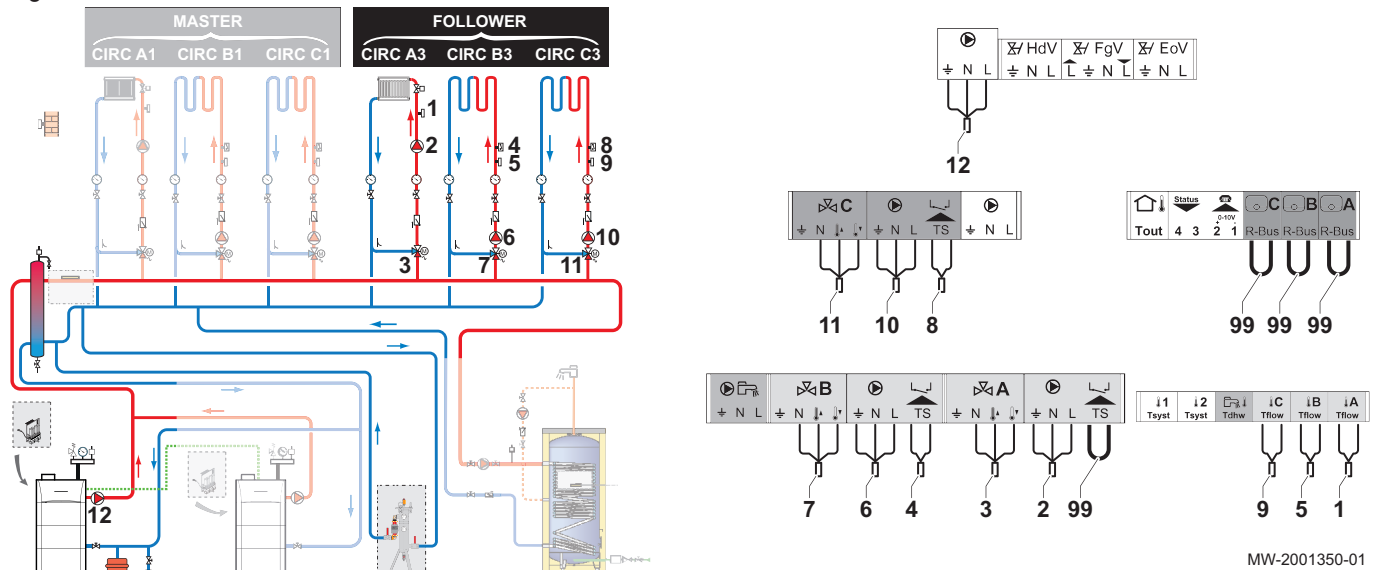 MASTER
CIRC A1 CIRC B1 CIRC C1
FOLLOWER
CIRC A3 CIRC B3 CIRC C3
1
2
3
4
5
6
7
8
9
10
11
M
M
M
12
HdV FgV EoV
N L N L L N L N L
12
C
N N L TS N L
11 10 8
Status 0-10V C B A
Tout 4 3 2 1 R-Bus R-Bus R-Bus
+ -
99 99 99
B A
N L N N L TS N N L TS
7 6 4 3 2 99
1 2 C B A
Tsyst Tsyst Tdhw Tflow Tflow Tflow
9 5 1
MW-2001350-01